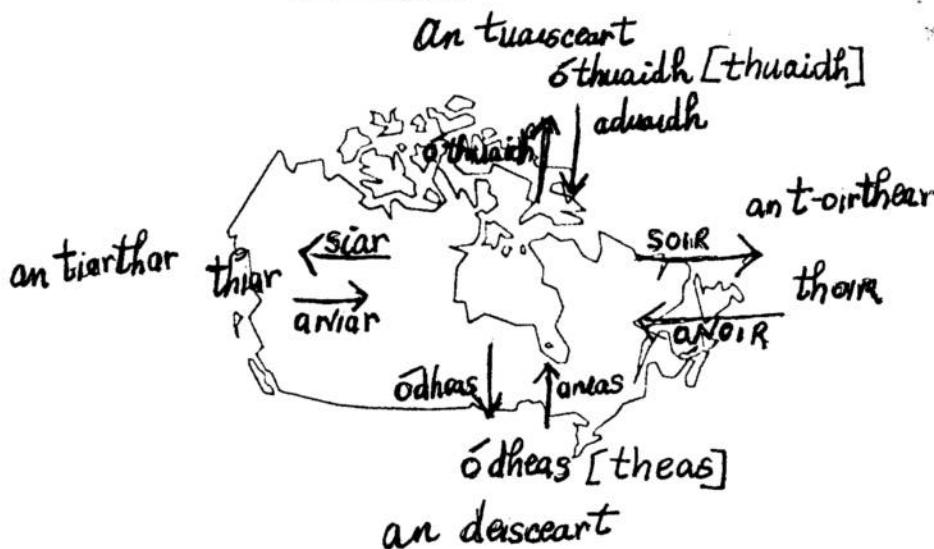 An tuaisceart
ó thuaidh [thuaidh]
aduaidh
ó thuaidh
an t-oirthear
siar
soir
an tiarthar
thiar
thoir
aniar
anoir
ó dheas
aneas
ó dheas [theas]
an deisceart